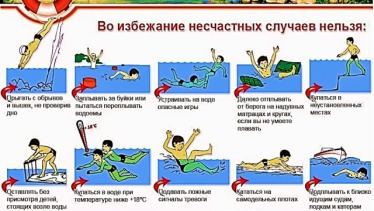 Во избежание несчастных случаев нельзя:
Прыгать с обрывов
и вышек, не проверив
дно
Заплывать за буйки или
пытаться переплывать
водоемы
Устраивать на воде
опасные игры
Далеко отплывать
от берега на надувных
матрацах и кругах,
если вы не умеете
плавать
Купаться в
неустановленных
местах
+18°C
Оставлять без
присмотра детей,
стоящих возле воды
Купаться в воде при
температуре ниже +18°C
Подавать ложные
сигналы тревоги
Купаться на
самодельных плотах
Подплывать к близко
идущим судам,
лодкам и катерам